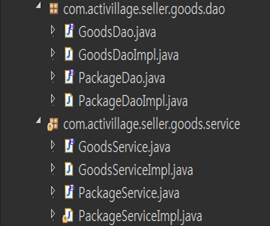 com.activillage.seller.goods.dao
GoodsDao.java
GoodsDaoImpl.java
PackageDao.java
PackageDaoImpl.java
com.activillage.seller.goods.service
GoodsService.java
GoodsServiceImpl.java
PackageService.java
PackageServiceImpl.java